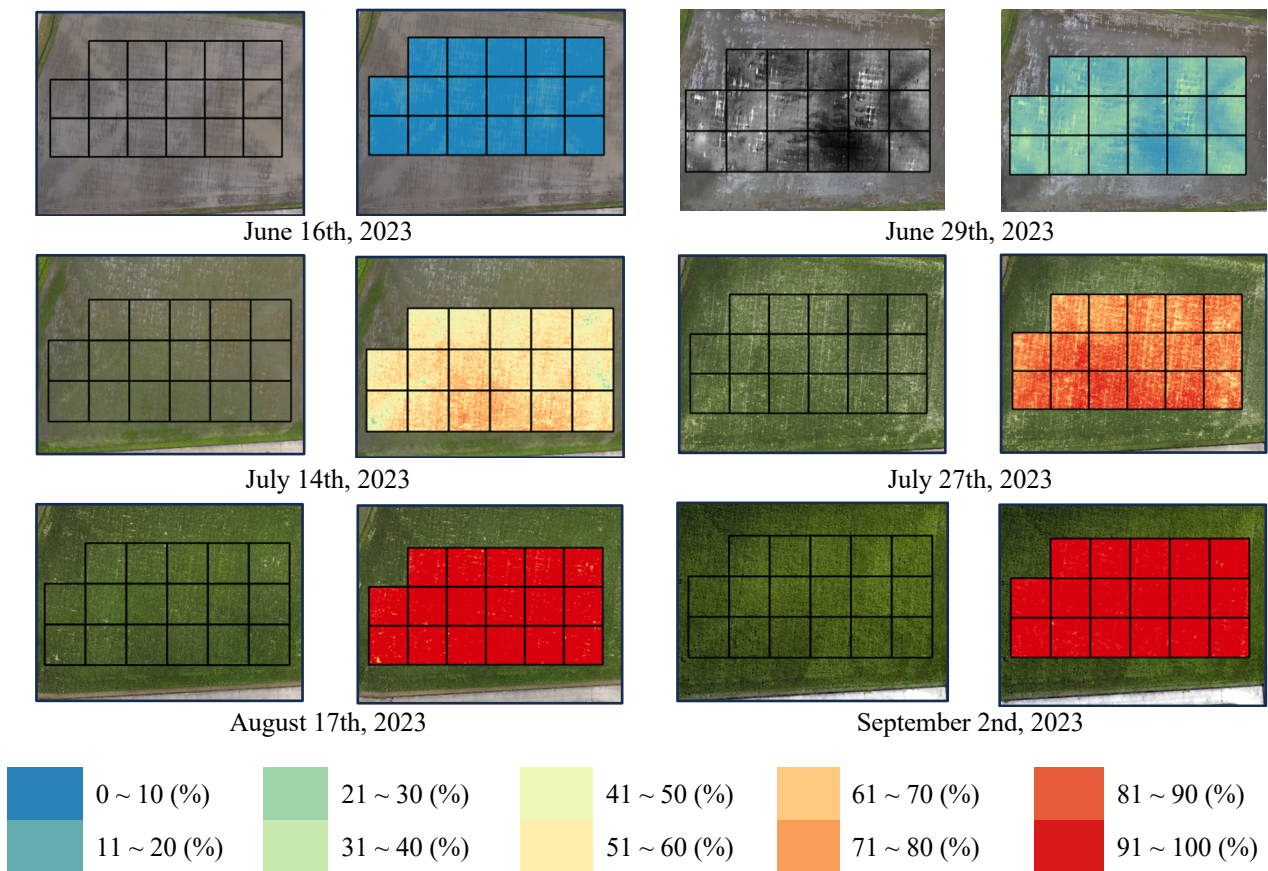 June 16th, 2023
June 29th, 2023
July 14th, 2023
July 27th, 2023
August 17th, 2023
September 2nd, 2023
0 ~ 10 (%)
21 ~ 30 (%)
41 ~ 50 (%)
61 ~ 70 (%)
81 ~ 90 (%)
11 ~ 20 (%)
31 ~ 40 (%)
51 ~ 60 (%)
71 ~ 80 (%)
91 ~ 100 (%)